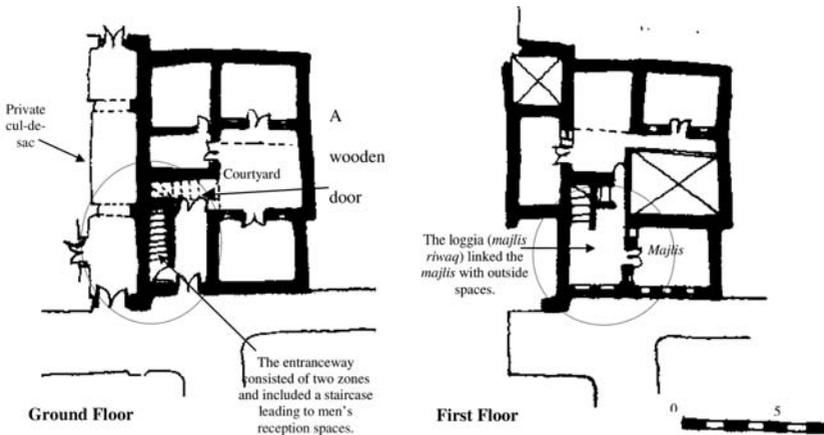 Private
cul-de-
sac
A
wooden
door
Courtyard
The entranceway
consisted of two zones
and included a staircase
leading to men's
reception spaces.
Ground Floor
The loggia (majlis
riwaq) linked the
majlis with outside
spaces.
Majlis
First Floor
0 5